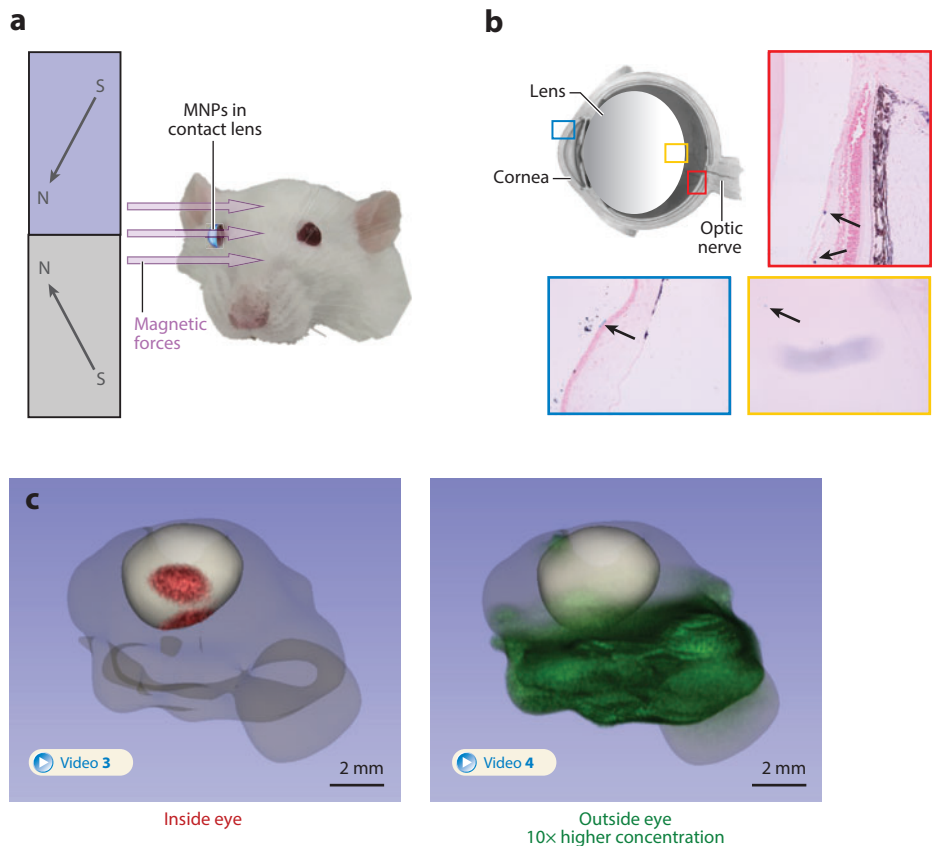 a
S
N
N
S
MNPs in
contact lens
Magnetic
forces
b
Lens
Cornea
Optic
nerve
c
Video 3
2 mm
Inside eye
Video 4
2 mm
Outside eye
10× higher concentration